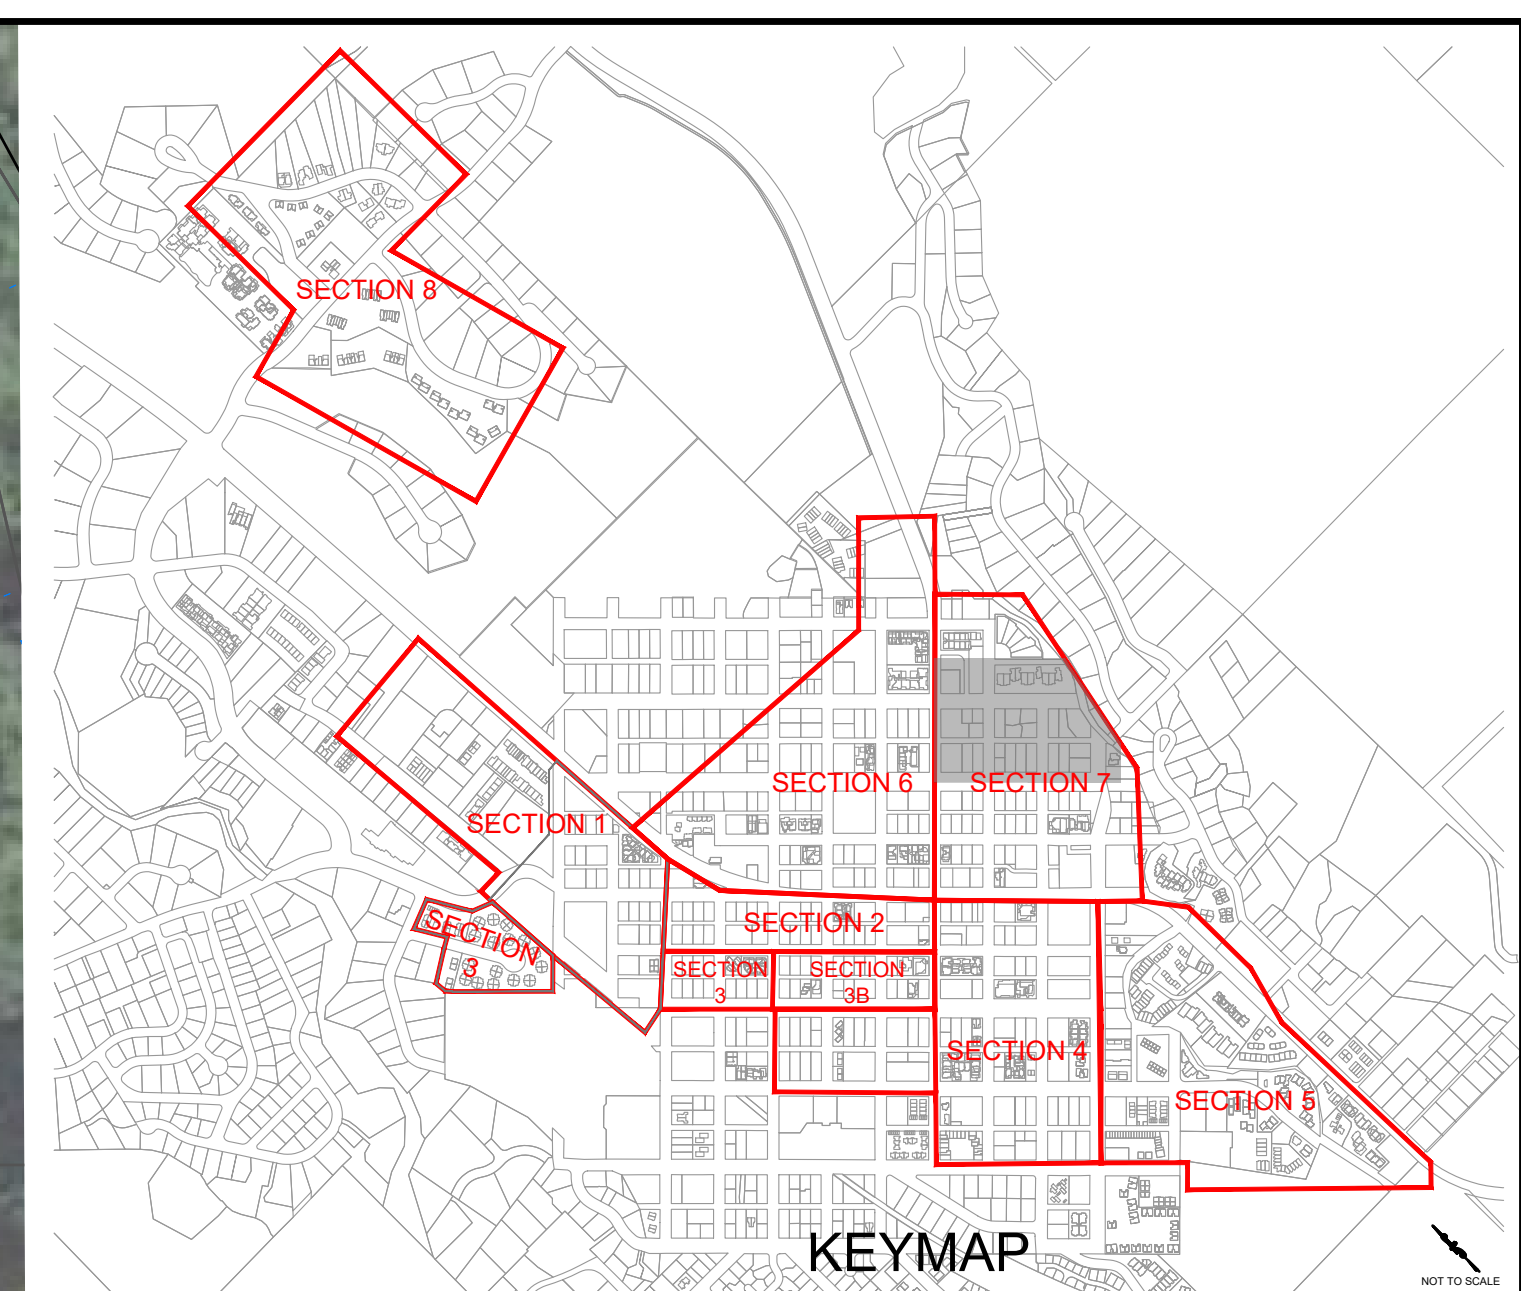 SECTION 8
SECTION 6
SECTION 7
SECTION 1
SECTION
3
SECTION 2
SECTION
3
SECTION
3B
SECTION 4
SECTION 5
KEYMAP
NOT TO SCALE